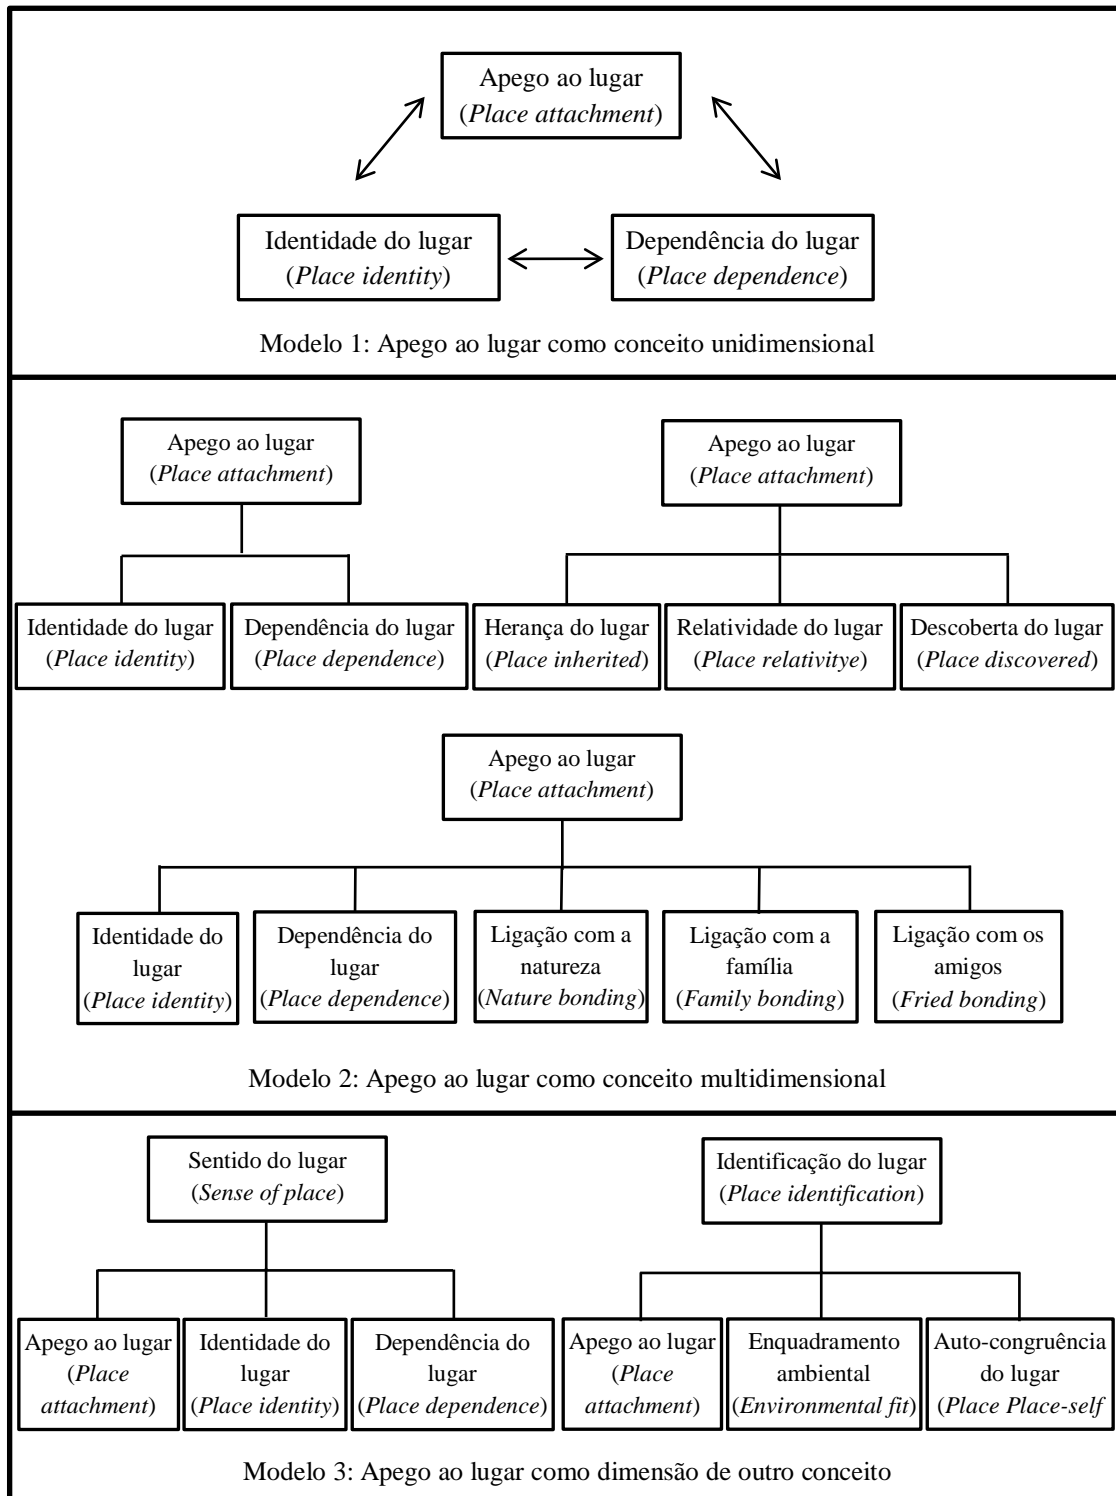 Apego ao lugar
(Place attachment)
Identidade do lugar
(Place identity)
Dependência do lugar
(Place dependence)
Modelo 1: Apego ao lugar como conceito unidimensional
Apego ao lugar
(Place attachment)
Identidade do lugar
(Place identity)
Dependência do lugar
(Place dependence)
Apego ao lugar
(Place attachment)
Herança do lugar
(Place inherited)
Relatividade do lugar
(Place relativitye)
Descoberta do lugar
(Place discovered)
Apego ao lugar
(Place attachment)
Identidade do
lugar
(Place identity)
Dependência do
lugar
(Place dependence)
Ligação com a
natureza
(Nature bonding)
Ligação com a
família
(Family bonding)
Ligação com os
amigos
(Fried bonding)
Modelo 2: Apego ao lugar como conceito multidimensional
Sentido do lugar
(Sense of place)
Apego ao lugar
(Place
attachment)
Identidade do
lugar
(Place identity)
Dependência do
lugar
(Place dependence)
Identificação do lugar
(Place identification)
Apego ao lugar
(Place
attachment)
Enquadramento
ambiental
(Environmental fit)
Auto-congruência
do lugar
(Place Place-self
Modelo 3: Apego ao lugar como dimensão de outro conceito